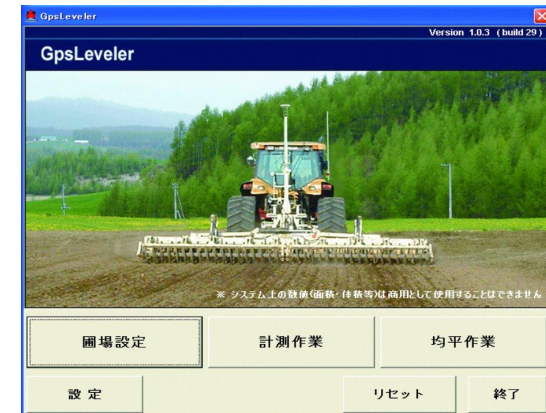 GpsLeveler
Version 1.0.3 (build 29)
GpsLeveler
※ システム上の数値(面積・体積等)は商用として使用することはできません
圃場設定
計測作業
均平作業
設 定
リセット
終了